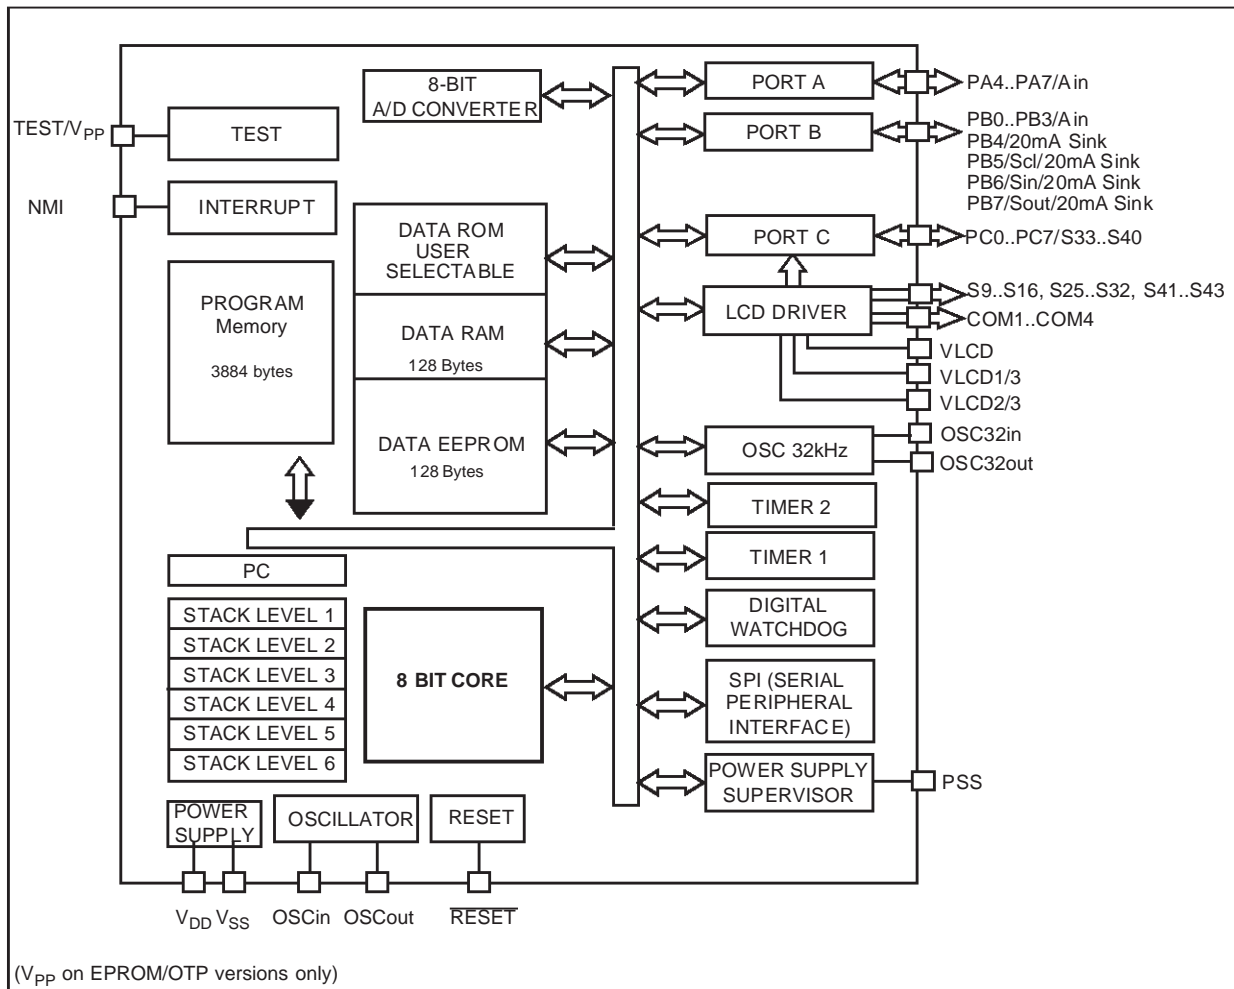 8-BIT
A/D CONVERTER
PORT A
PA4..PA7/Ain
TEST/VPP
TEST
PORT B
PB0..PB3/Ain
PB4/20mA Sink
PB5/Scl/20mA Sink
PB6/Sin/20mA Sink
PB7/Sout/20mA Sink
NMI
INTERRUPT
DATA ROM
USER
SELECTABLE
PORT C
PC0..PC7/S33..S40
PROGRAM
Memory
3884 bytes
DATA RAM
128 Bytes
LCD DRIVER
S9..S16, S25..S32, S41..S43
COM1..COM4
VLCD
VLCD1/3
VLCD2/3
DATA EEPROM
128 Bytes
OSC 32kHz
OSC32in
OSC32out
TIMER 2
TIMER 1
PC
STACK LEVEL 1
STACK LEVEL 2
STACK LEVEL 3
STACK LEVEL 4
STACK LEVEL 5
STACK LEVEL 6
8 BIT CORE
DIGITAL
WATCHDOG
SPI (SERIAL
PERIPHERAL
INTERFACE)
POWER SUPPLY
SUPERVISOR
PSS
POWER
SUPPLY
OSCILLATOR
RESET
VDD VSS OSCin OSCout RESET
(VPP on EPROM/OTP versions only)